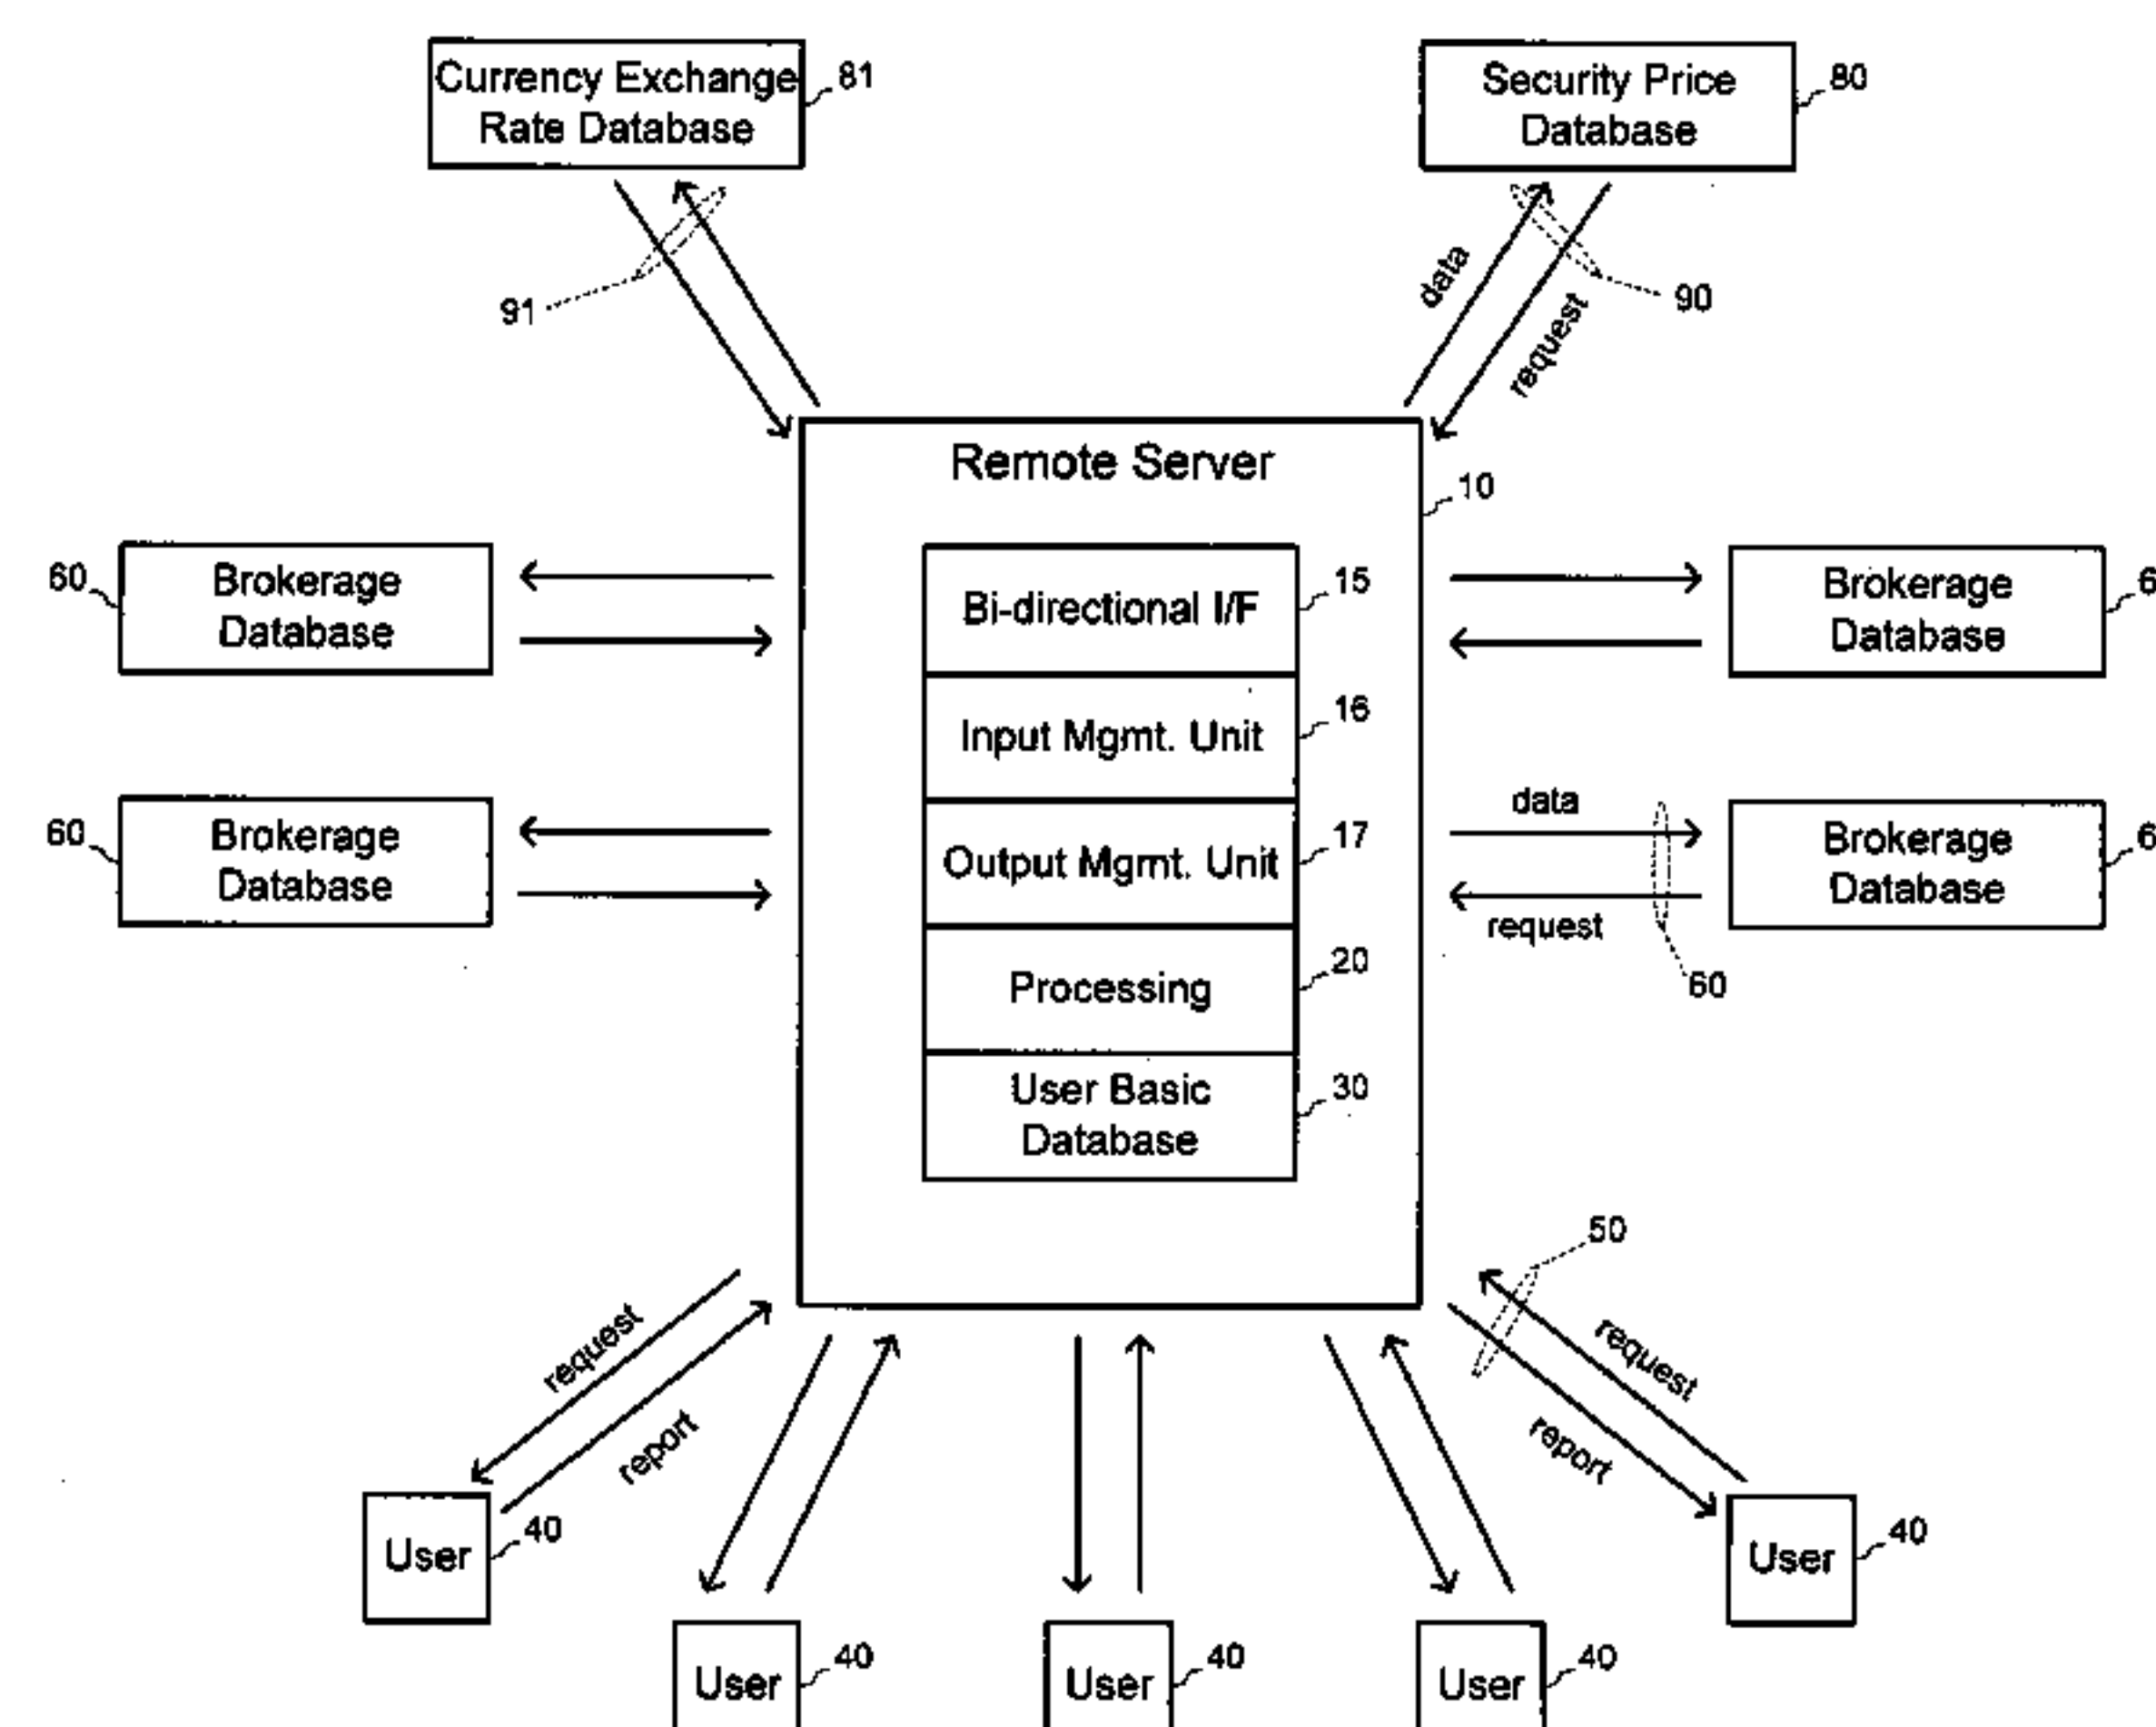 Currency Exchange
Rate Database
81
Security Price
Database
80
91
data
request
90
Remote Server
10
60
Brokerage
Database
Bi-directional I/F
15
Brokerage
Database
6
Input Mgmt. Unit
16
60
Brokerage
Database
Output Mgmt. Unit
17
data
request
60
Brokerage
Database
6
Processing
20
User Basic
Database
30
50
request
report
request
report
User
40
User
40
User
40
User
40
User
40